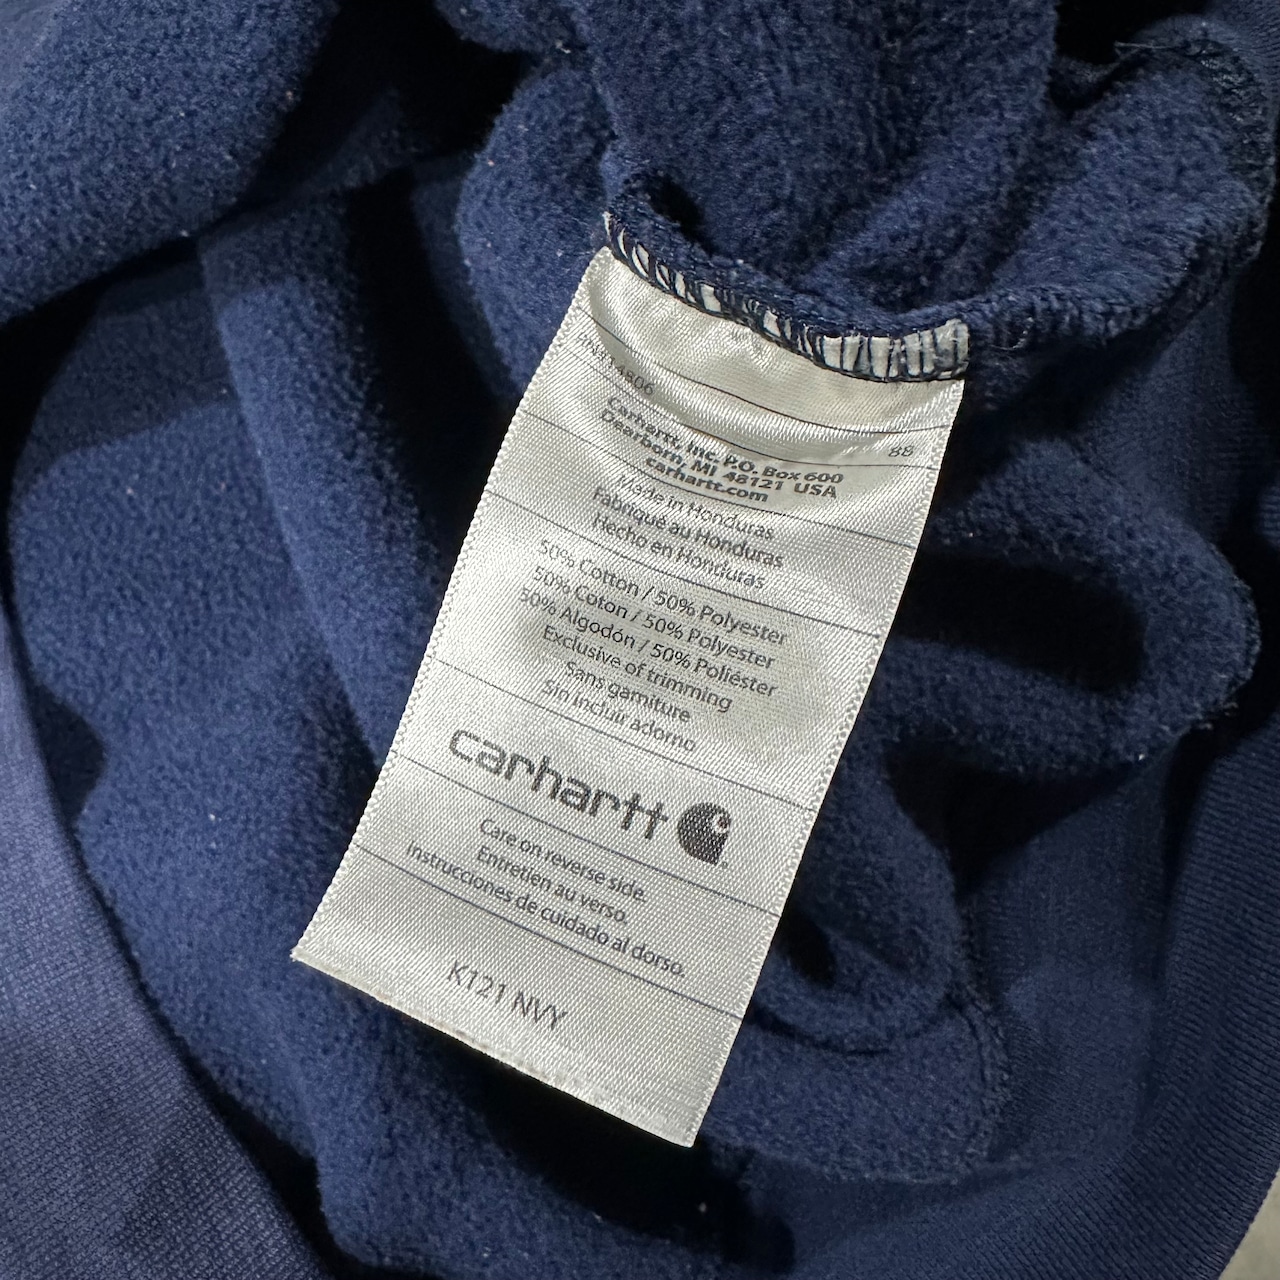 88
Carhartt, Inc. P.O. Box 600
Dearborn, MI 48121 USA
carhartt.com
Made in Honduras
Fabriqué au Honduras
Hecho en Honduras
50% Cotton / 50% Polyester
50% Coton / 50% Polyester
50% Algodón / 50% Poliéster
Exclusive of trimming
Sans garniture
Sin incluir adorno
carhartt
Care on reverse side.
Entretien au verso.
Instrucciones de cuidado al dorso.
K121 NVY